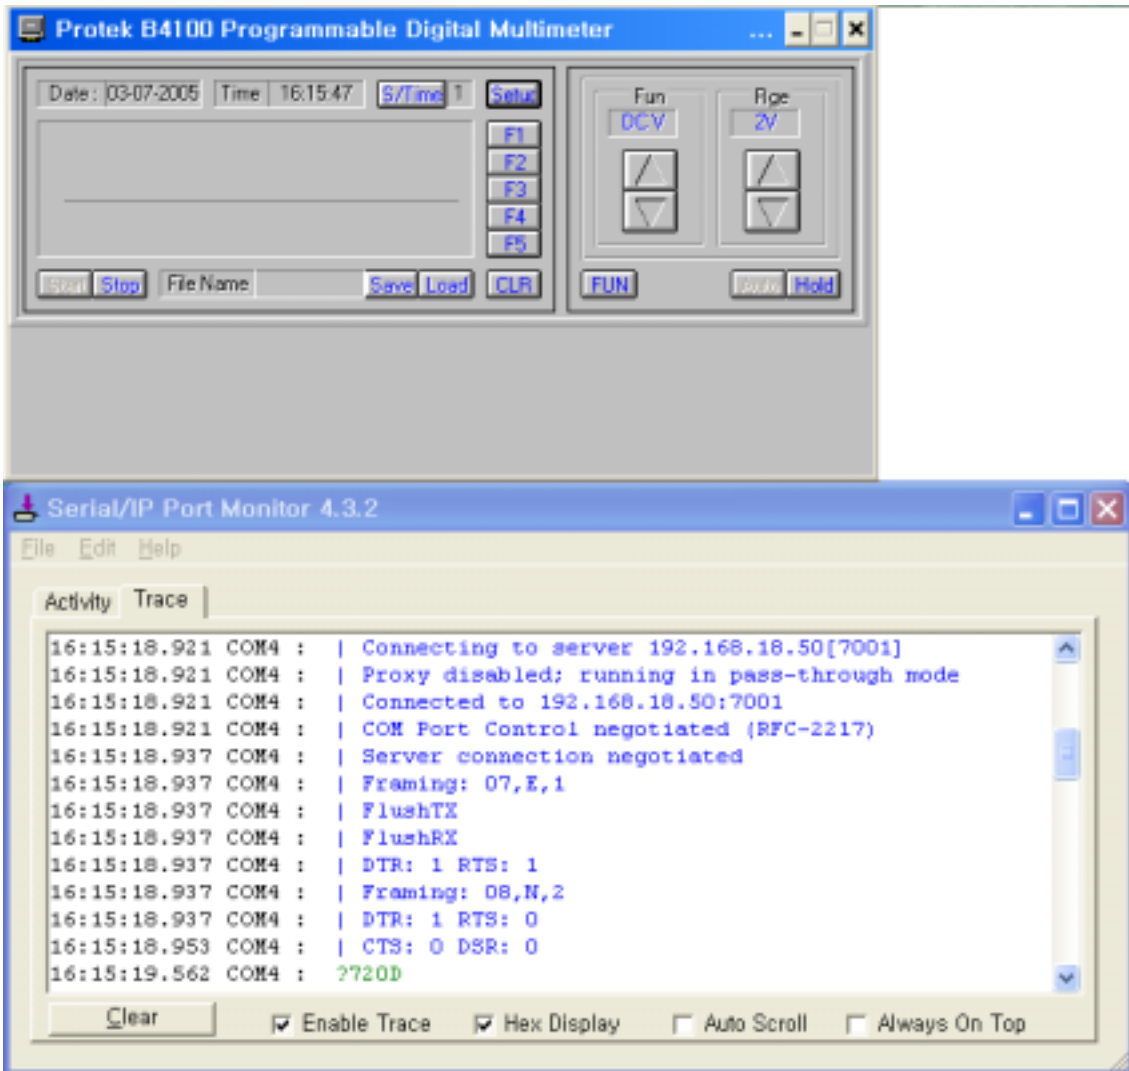 Protek B4100 Programmable Digital Multimeter ...
Date: 03-07-2005 Time 16:15:47 S/Time 1 Setup
Fun Rge
DCV 2V
F1
F2
F3
F4
F5
Start Stop File Name Save Load CLR
FUN Auto Hold
Serial/IP Port Monitor 4.3.2
File Edit Help
Activity Trace
16:15:18.921 COM4 : | Connecting to server 192.168.18.50[7001]
16:15:18.921 COM4 : | Proxy disabled; running in pass-through mode
16:15:18.921 COM4 : | Connected to 192.168.18.50:7001
16:15:18.921 COM4 : | COM Port Control negotiated (RFC-2217)
16:15:18.937 COM4 : | Server connection negotiated
16:15:18.937 COM4 : | Framing: 07,E,1
16:15:18.937 COM4 : | FlushTX
16:15:18.937 COM4 : | FlushRX
16:15:18.937 COM4 : | DTR: 1 RTS: 1
16:15:18.937 COM4 : | Framing: 08,N,2
16:15:18.937 COM4 : | DTR: 1 RTS: 0
16:15:18.953 COM4 : | CTS: 0 DSR: 0
16:15:19.562 COM4 : ?720D
Clear Enable Trace Hex Display Auto Scroll Always On Top